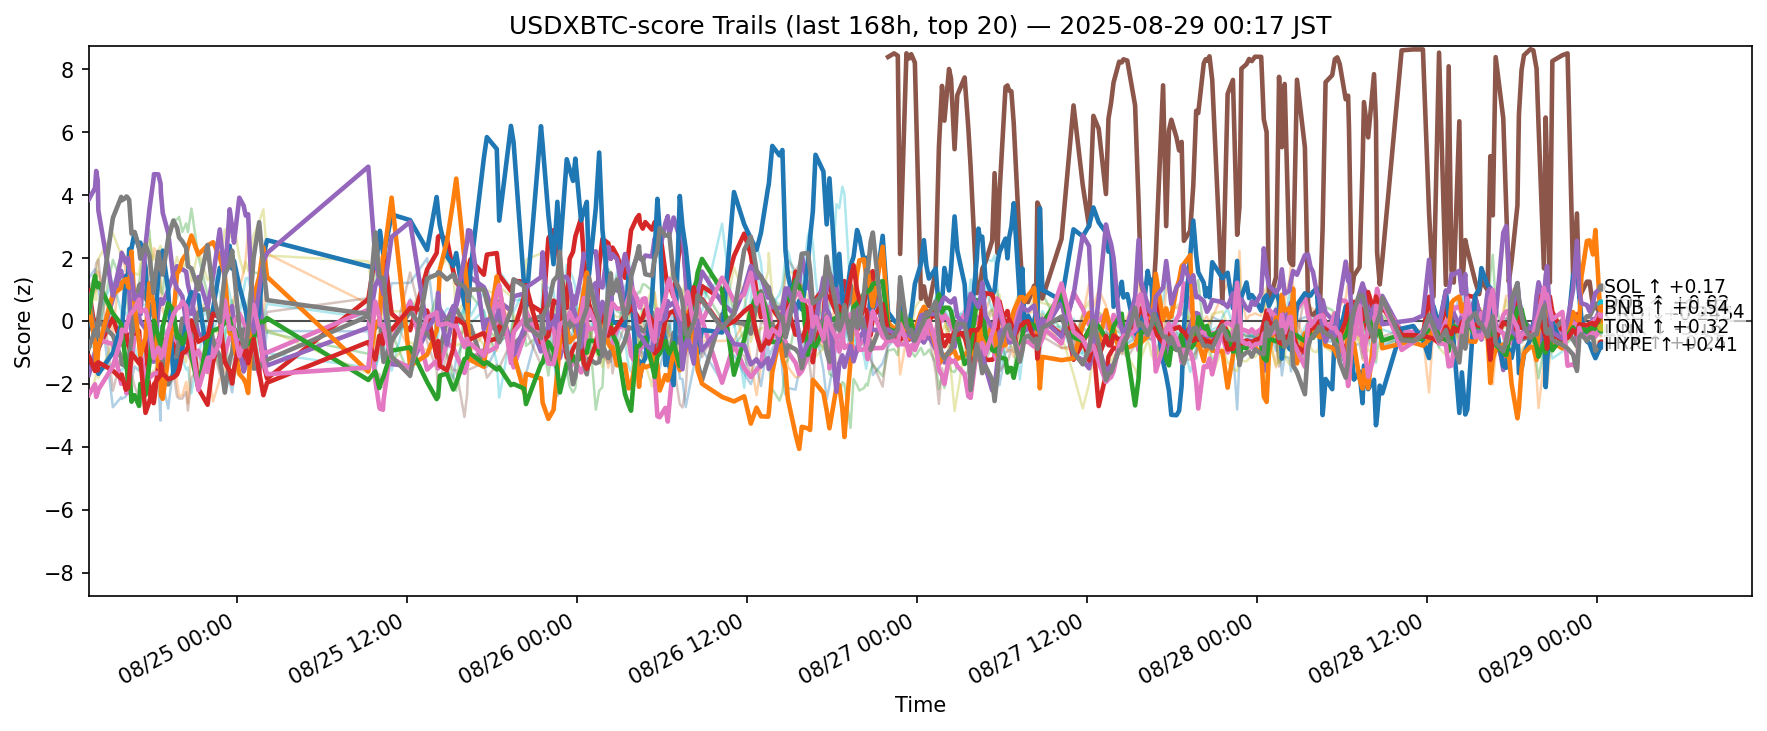 USDXBTC-score Trails (last 168h, top 20) — 2025-08-29 00:17 JST
Score (z)
8
6
4
2
0
−2
−4
−6
−8
SOL ↑ +0.17
BNB
TON ↑ +0.32
HYPE ↑ +0.41
08/25 00:00
08/25 12:00
08/26 00:00
08/26 12:00
08/27 00:00
08/27 12:00
08/28 00:00
08/28 12:00
08/29 00:00
Time